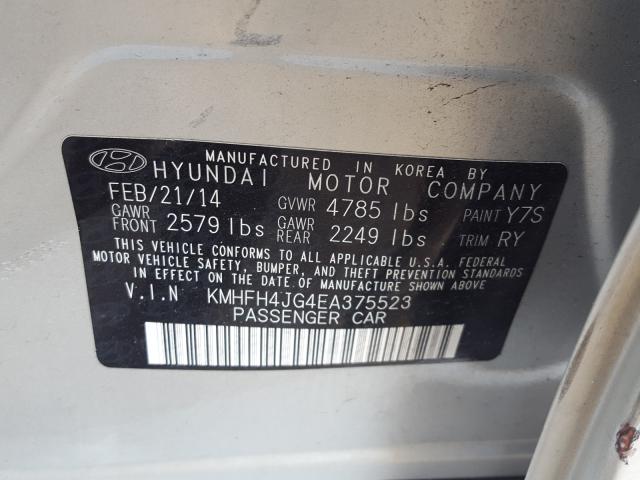 MANUFACTURED IN KOREA BY
HYUNDAI MOTOR COMPANY
FEB/21/14 GVWR 4785 lbs PAINT Y7S
GAWR FRONT 2579 lbs GAWR REAR 2249 lbs TRIM RY
THIS VEHICLE CONFORMS TO ALL APPLICABLE U.S.A. FEDERAL
MOTOR VEHICLE SAFETY, BUMPER, AND THEFT PREVENTION STANDARDS
IN EFFECT ON THE DATE OF MANUFACTURE SHOWN ABOVE
V.I.N KMHFH4JG4EA375523
PASSENGER CAR